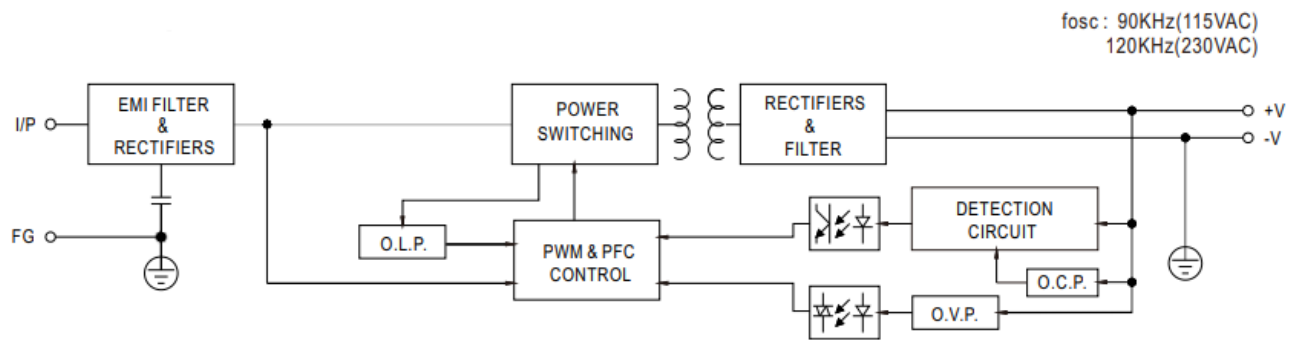 fosc : 90KHz(115VAC)
120KHz(230VAC)
I/P
EMI FILTER
&
RECTIFIERS
POWER
SWITCHING
RECTIFIERS
&
FILTER
+V
-V
FG
O.L.P.
PWM & PFC
CONTROL
DETECTION
CIRCUIT
O.C.P.
O.V.P.